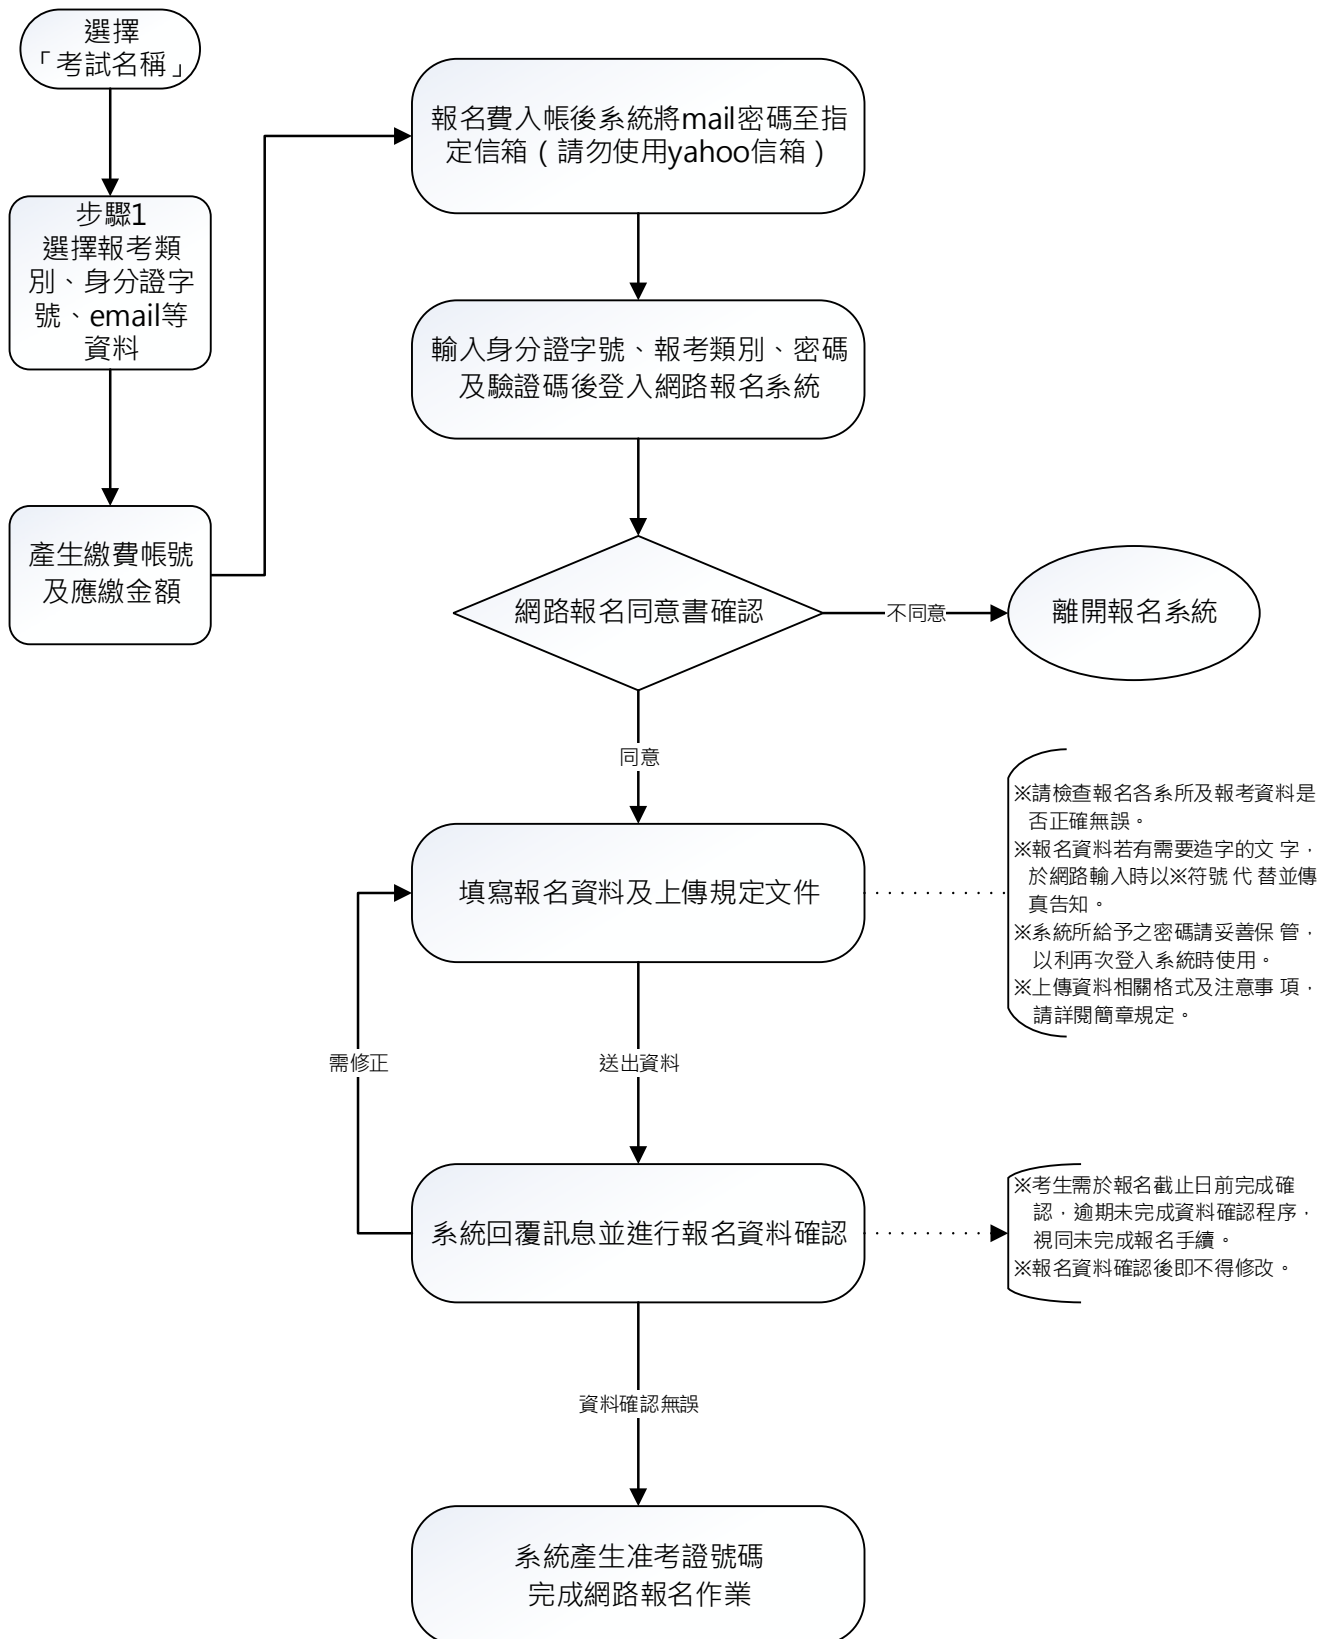 選擇
「考試名稱」
步驟1
選擇報考類
別、身分證字
號、email等
資料
產生繳費帳號
及應繳金額
報名費入帳後系統將mail密碼至指
定信箱（請勿使用yahoo信箱）
輸入身分證字號、報考類別、密碼
及驗證碼後登入網路報名系統
網路報名同意書確認
不同意
離開報名系統
同意
填寫報名資料及上傳規定文件
※請檢查報名各系所及報考資料是
否正確無誤。
※報名資料若有需要造字的文 字，
於網路輸入時以※符號 代 替並傳
真告知。
※系統所給予之密碼請妥善保 管，
以利再次登入系統時使用。
※上傳資料相關格式及注意事 項，
請詳閱簡章規定。
需修正
送出資料
系統回覆訊息並進行報名資料確認
※考生需於報名截止日前完成確
認，逾期未完成資料確認程序，
視同未完成報名手續。
※報名資料確認後即不得修改。
資料確認無誤
系統產生准考證號碼
完成網路報名作業